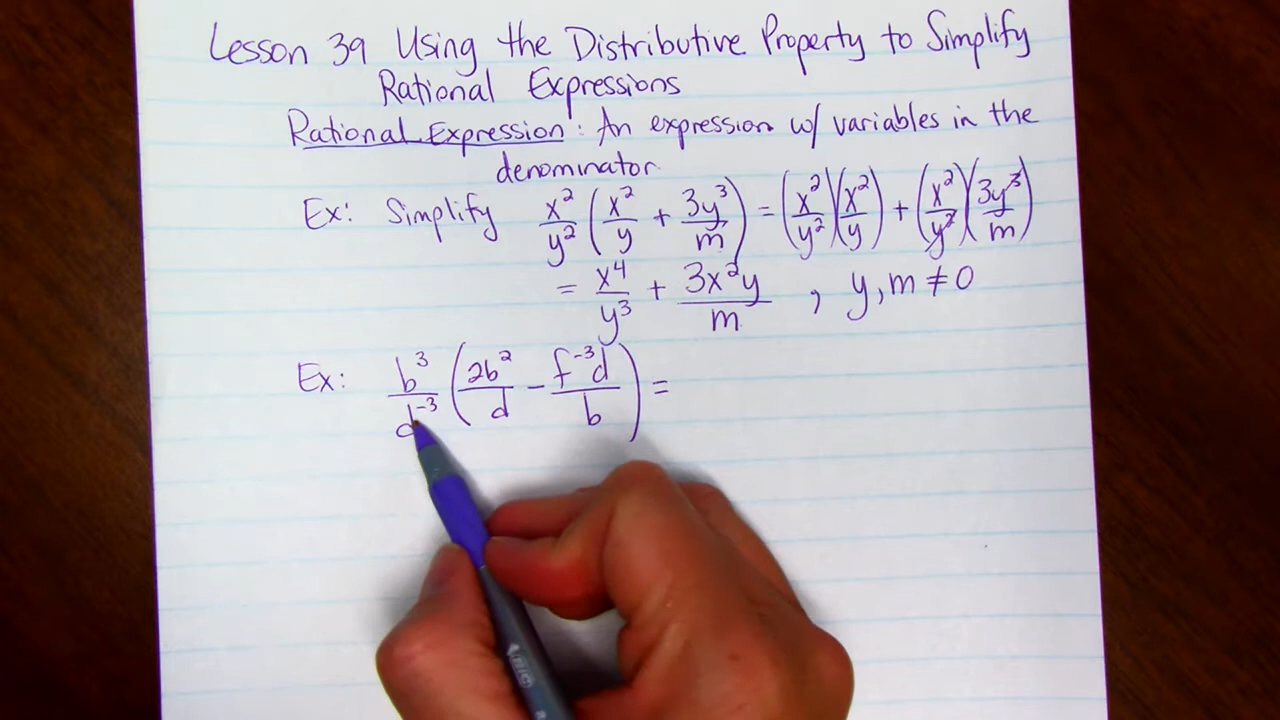 Lesson 39 Using the Distributive Property to Simplify
Rational Expressions
Rational Expression: An expression w/ variables in the
denominator.
Ex: Simplify x²/y² (x²/y + 3y³/m) = (x²/y²)(x²/y) + (x²/y²)(3y³/m)
= x⁴/y³ + 3x²y/m , y, m ≠ 0
Ex: b³/d⁻³ (2b²/d - f⁻³d/b) =
BIC